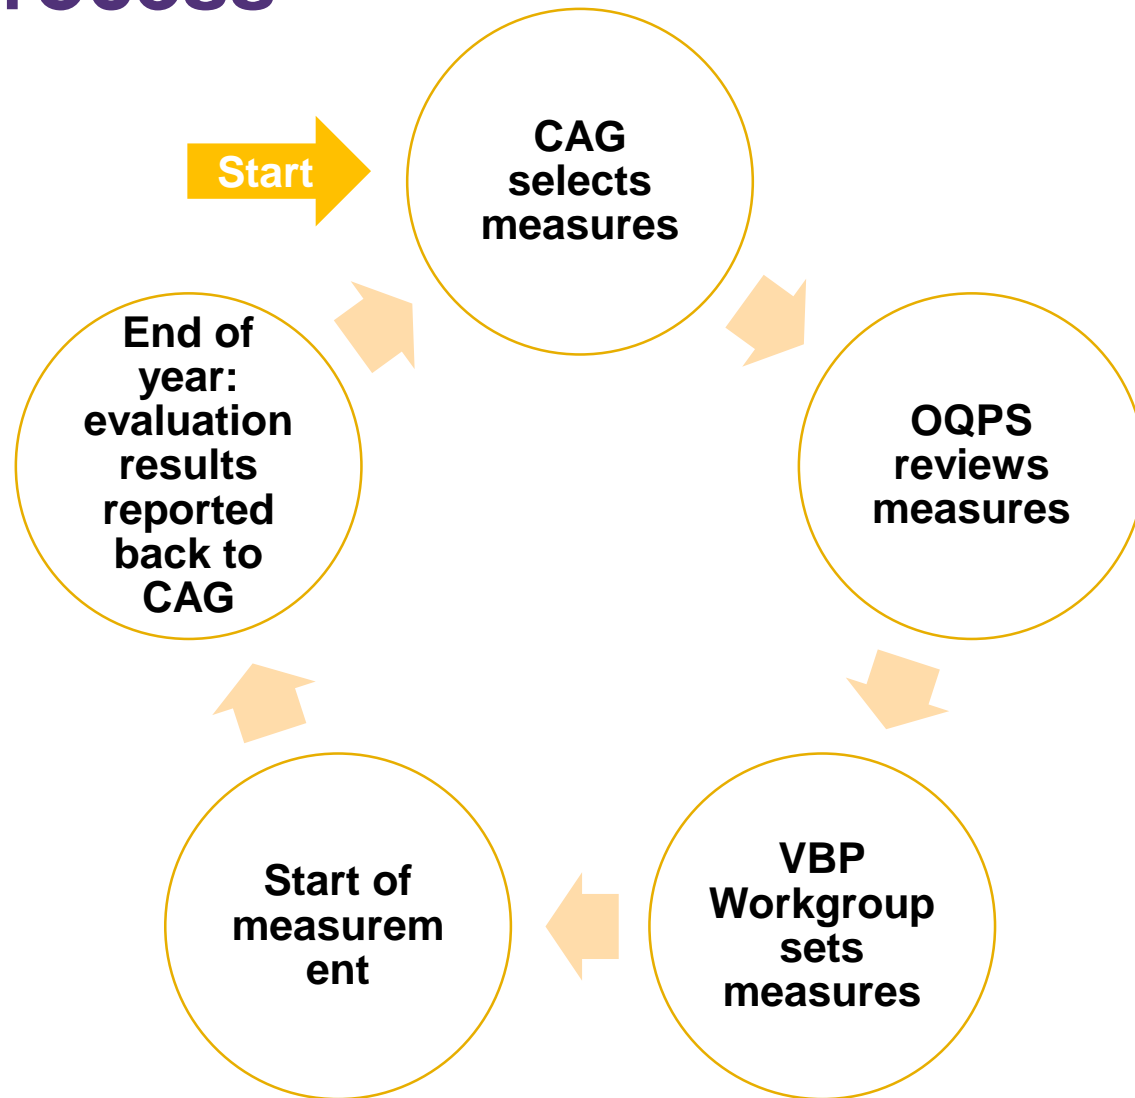 Start
CAG
selects
measures
OQPS
reviews
measures
VBP
Workgroup
sets
measures
Start of
measurem
ent
End of
year:
evaluation
results
reported
back to
CAG